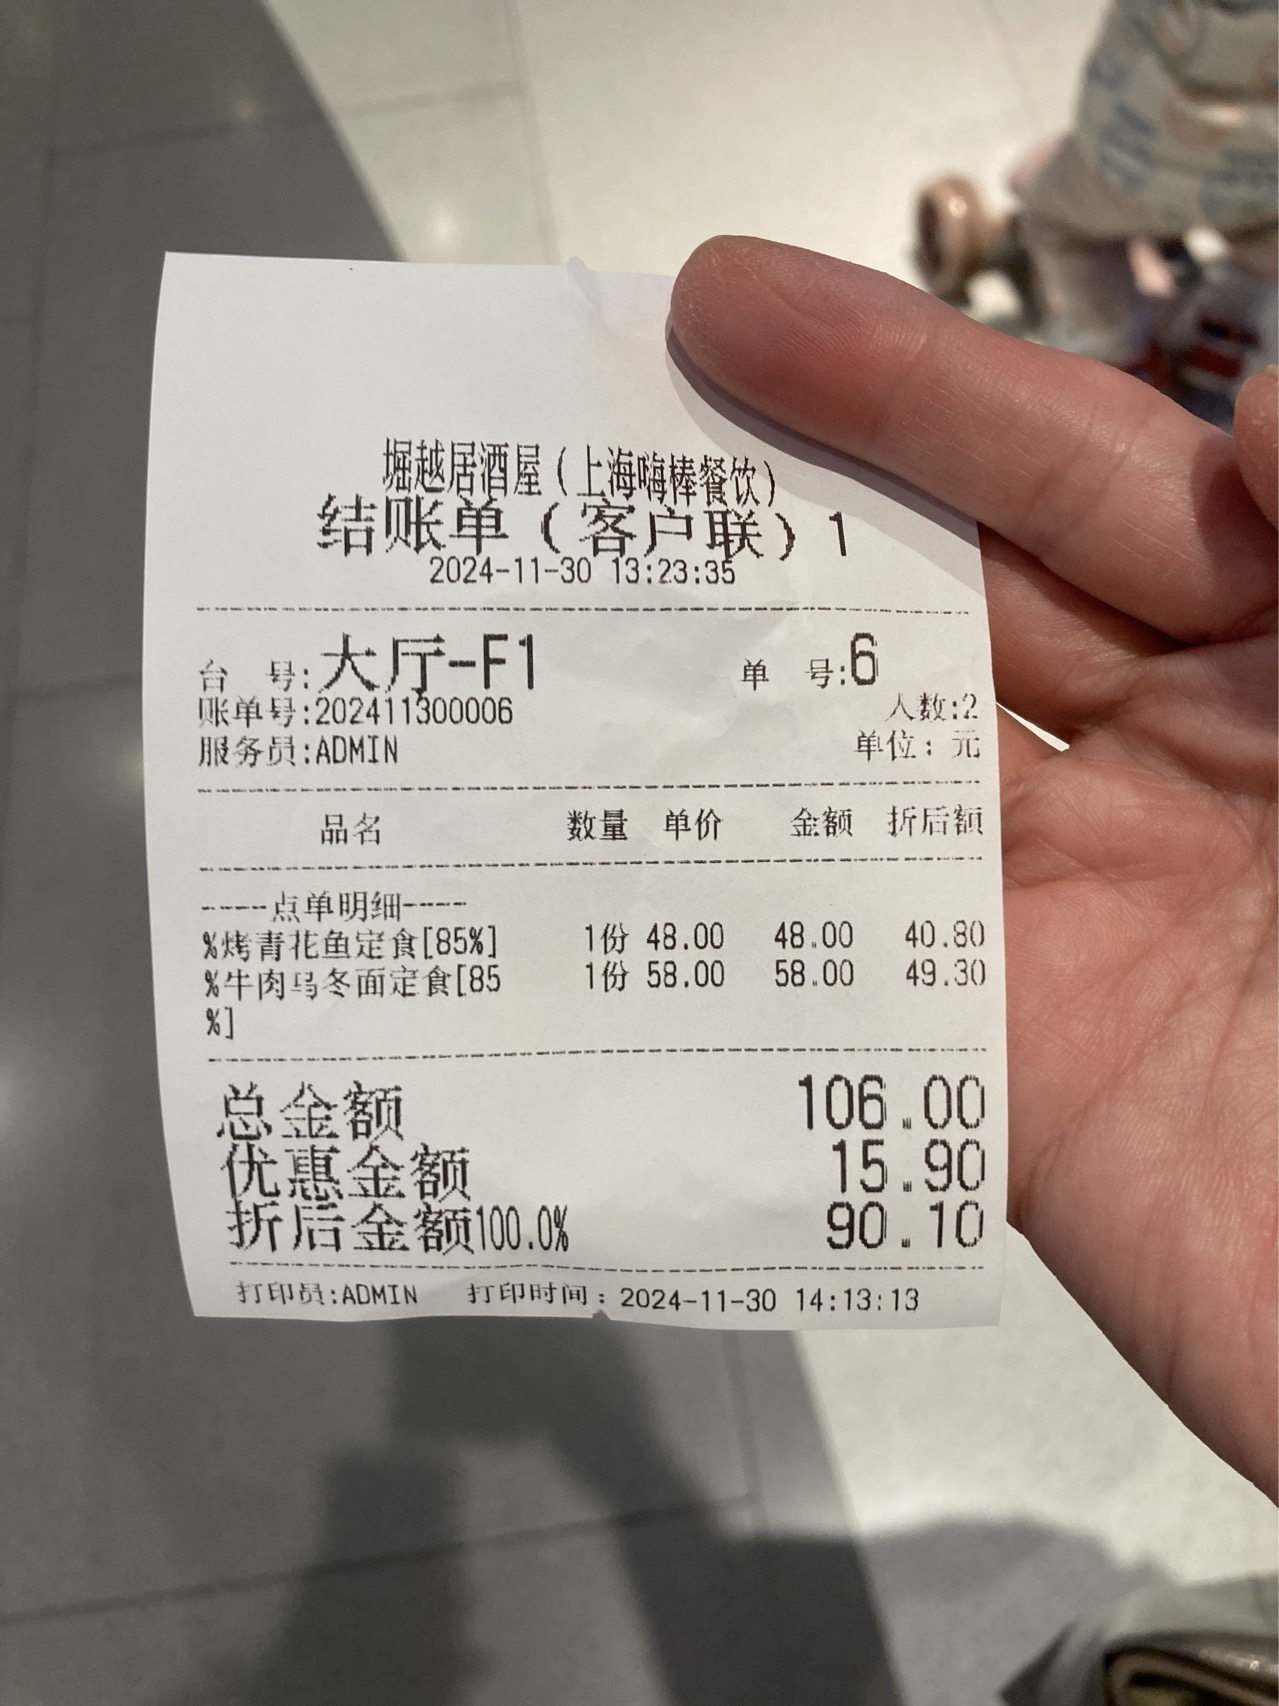 堀越居酒屋(上海嗨棒餐饮)
结账单(客户联)1
2024-11-30 13:23:35
台 号:大厅-F1 单 号:6
账单号:202411300006 人数:2
服务员:ADMIN 单位: 元
品名 数量 单价 金额 折后额
----点单明细----
%烤青花鱼定食[85%] 1份 48.00 48.00 40.80
%牛肉乌冬面定食[85 1份 58.00 58.00 49.30
%]
总金额 106.00
优惠金额 15.90
折后金额100.0% 90.10
打印员:ADMIN 打印时间: 2024-11-30 14:13:13